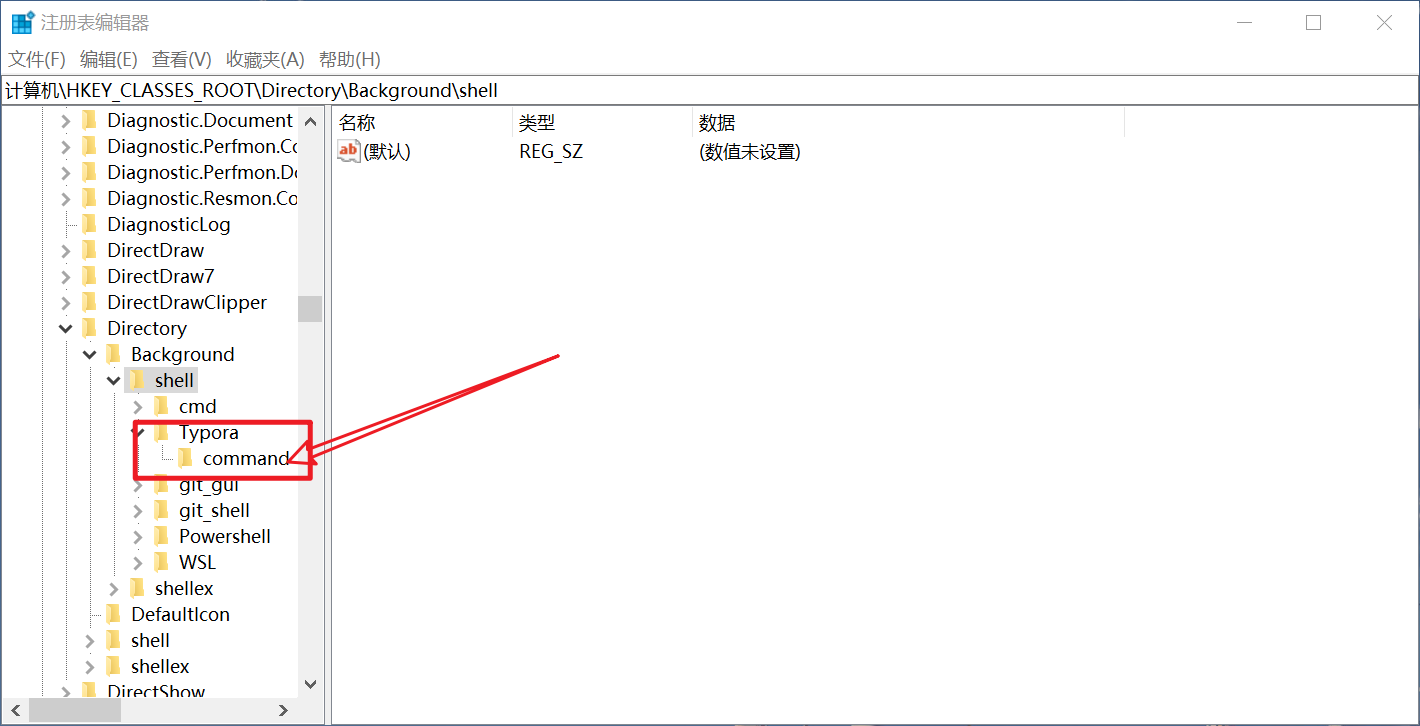 注册表编辑器
文件(F) 编辑(E) 查看(V) 收藏夹(A) 帮助(H)
计算机\HKEY_CLASSES_ROOT\Directory\Background\shell
名称 类型 数据
ab (默认) REG_SZ (数值未设置)
Diagnostic.Document
Diagnostic.Perfmon.Co
Diagnostic.Perfmon.Do
Diagnostic.Resmon.Co
DiagnosticLog
DirectDraw
DirectDraw7
DirectDrawClipper
Directory
Background
shell
cmd
Typora
command
git_gui
git_shell
Powershell
WSL
shellex
DefaultIcon
shell
shellex
DirectShow